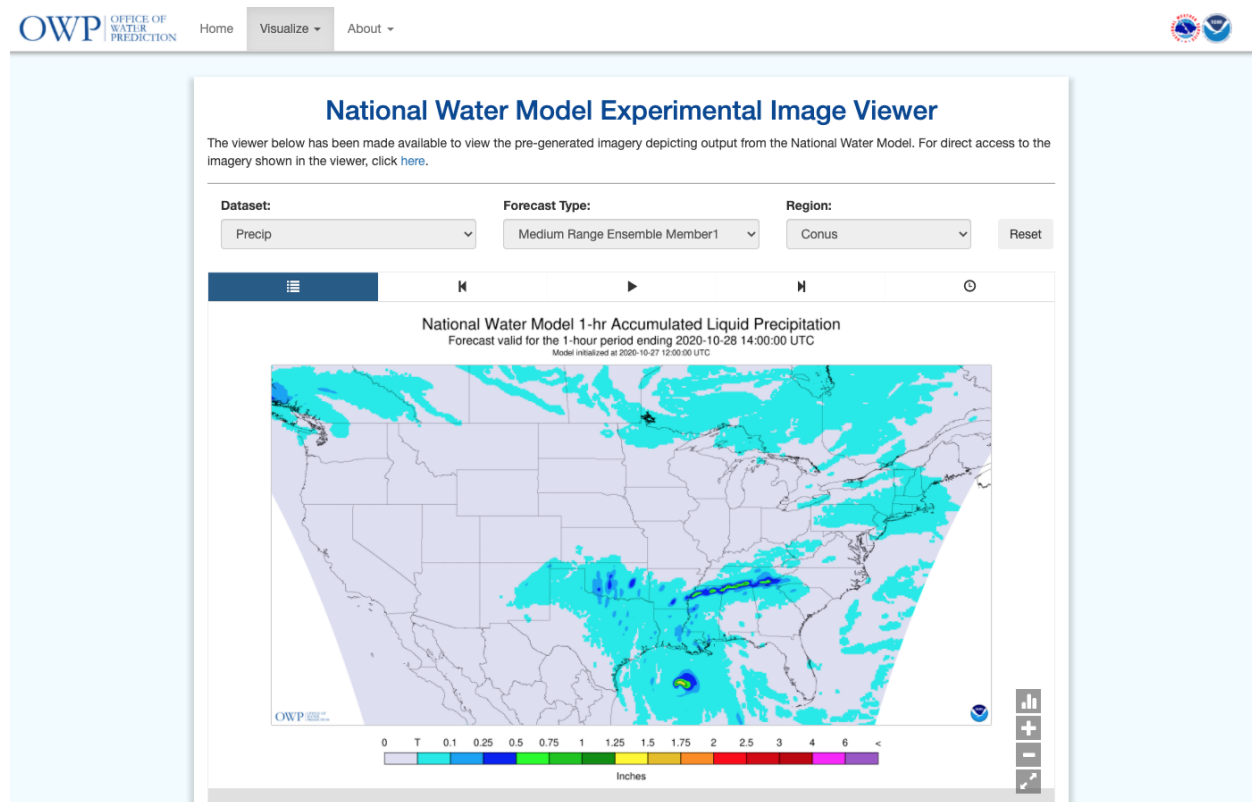 OWP OFFICE OF
WATER
PREDICTION
Home
Visualize
About
National Water Model Experimental Image Viewer
The viewer below has been made available to view the pre-generated imagery depicting output from the National Water Model. For direct access to the
imagery shown in the viewer, click here.
Dataset:
Forecast Type:
Region:
Precip
Medium Range Ensemble Member1
Conus
Reset
National Water Model 1-hr Accumulated Liquid Precipitation
Forecast valid for the 1-hour period ending 2020-10-28 14:00:00 UTC
Model initialized at 2020-10-27 12:00:00 UTC
OWP
0 T 0.1 0.25 0.5 0.75 1 1.25 1.5 1.75 2 2.5 3 4 6 <
Inches